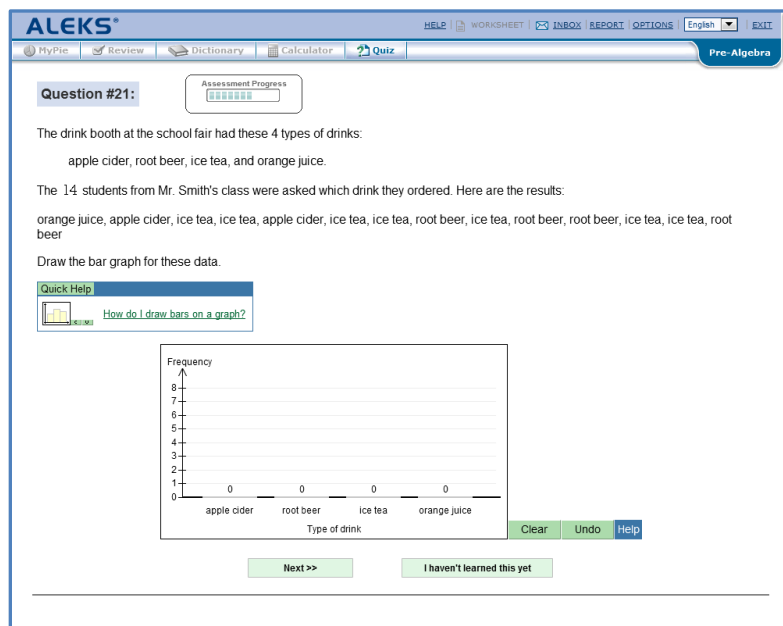 ALEKS®
HELP | WORKSHEET | INBOX | REPORT | OPTIONS | English | EXIT
MyPie Review Dictionary Calculator Quiz
Pre-Algebra
Question #21:
Assessment Progress
The drink booth at the school fair had these 4 types of drinks:
apple cider, root beer, ice tea, and orange juice.
The 14 students from Mr. Smith's class were asked which drink they ordered. Here are the results:
orange juice, apple cider, ice tea, ice tea, apple cider, ice tea, ice tea, root beer, ice tea, root beer, root beer, ice tea, ice tea, root
beer
Draw the bar graph for these data.
Quick Help
How do I draw bars on a graph?
Frequency
8
7
6
5
4
3
2
1
0
0 0 0 0
apple cider root beer ice tea orange juice
Type of drink
Clear Undo Help
Next >> I haven't learned this yet